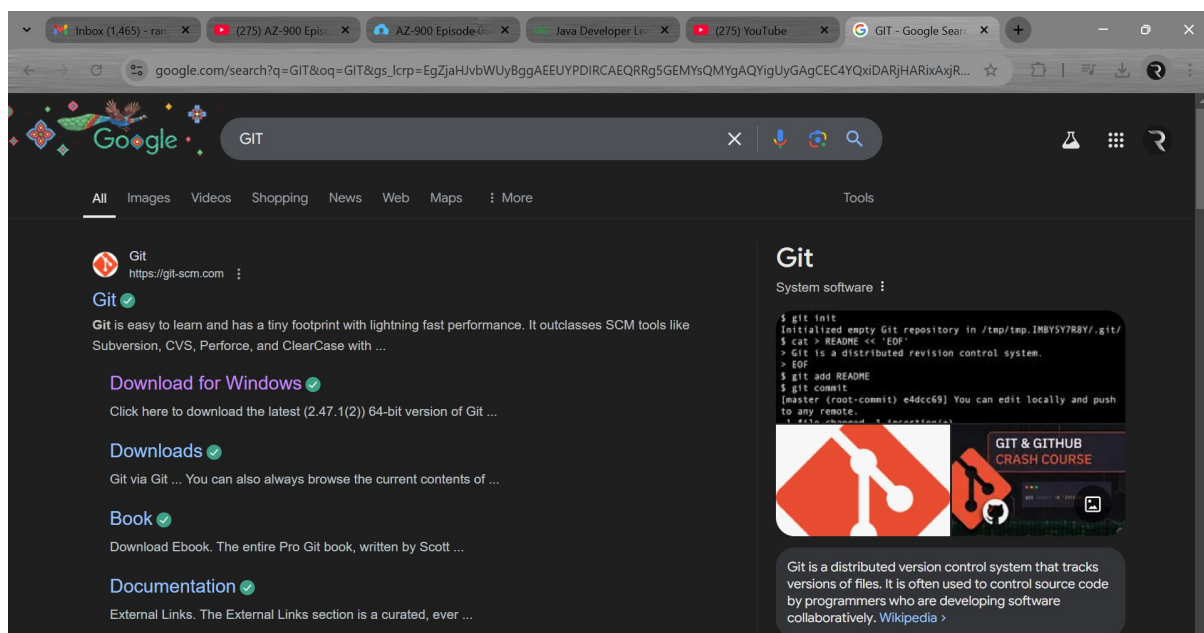 Inbox (1,465) - ran
(275) AZ-900 Epis
AZ-900 Episode
Java Developer Le
(275) YouTube
GIT - Google Searc
google.com/search?q=GIT&oq=GIT&gs_lcrp=EgZjaHJvbWUyBggAEEUYPDIRCAEQRRg5GEMYsQMYgAQYigUyGAgCEC4YQxiDARjHARixAxjR...
Google
GIT
All Images Videos Shopping News Web Maps More
Tools
Git
https://git-scm.com
Git
Git is easy to learn and has a tiny footprint with lightning fast performance. It outclasses SCM tools like
Subversion, CVS, Perforce, and ClearCase with ...
Download for Windows
Click here to download the latest (2.47.1(2)) 64-bit version of Git ...
Downloads
Git via Git ... You can also always browse the current contents of ...
Book
Download Ebook. The entire Pro Git book, written by Scott ...
Documentation
External Links. The External Links section is a curated, ever ...
Git
System software
$ git init
Initialized empty Git repository in /tmp/tmp.IMBYSY7R8Y/.git/
$ cat > README << 'EOF'
> Git is a distributed revision control system.
> EOF
$ git add README
$ git commit
[master (root-commit) e4dcc69] You can edit locally and push
to any remote.
1 file changed, 1 insertion(+)
GIT & GITHUB
CRASH COURSE
Git is a distributed version control system that tracks
versions of files. It is often used to control source code
by programmers who are developing software
collaboratively. Wikipedia >